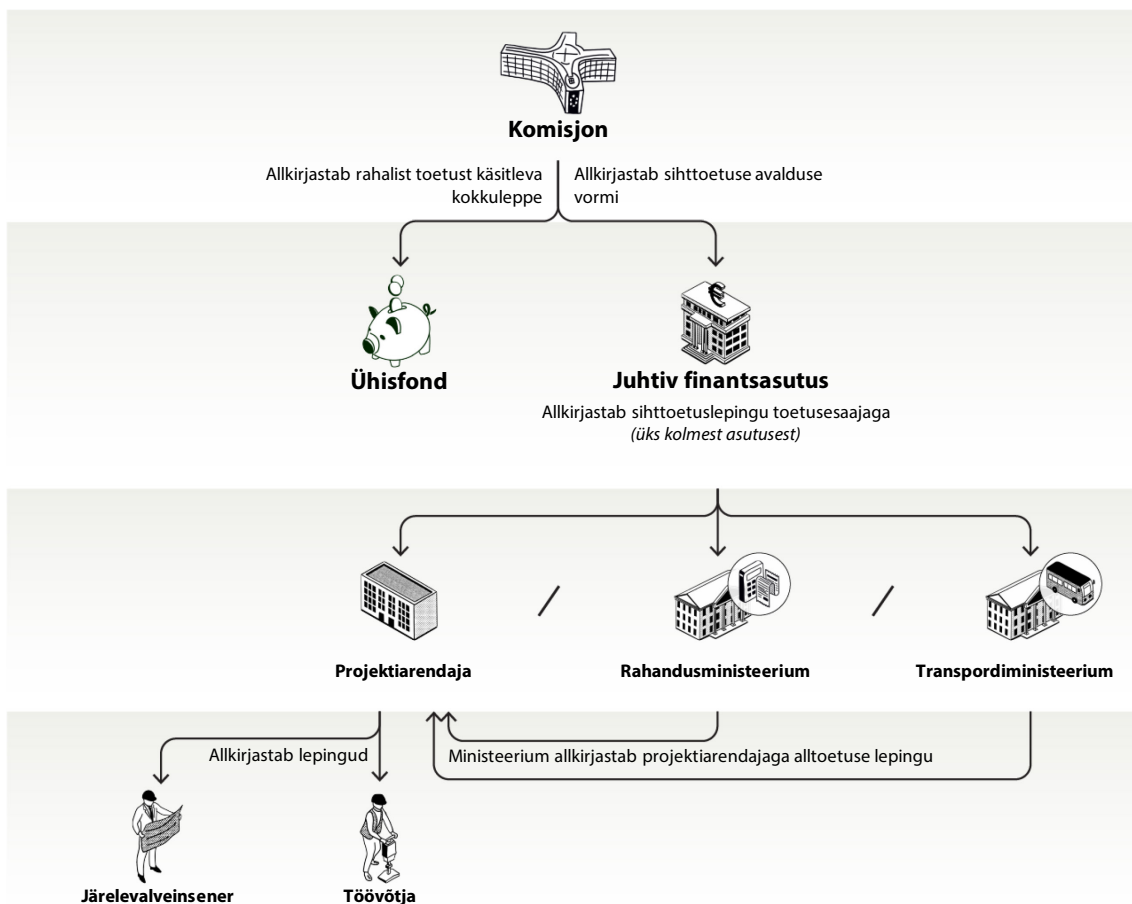 Komisjon
Allkirjastab rahalist toetust käsitleva
kokkuleppe
Allkirjastab sihttoetuse avalduse
vormi
Ühisfond
Juhtiv finantsasutus
Allkirjastab sihttoetuslepingu toetusesaajaga
(üks kolmest asutusest)
/
/
Projektiarendaja
Rahandusministeerium
Transpordiministeerium
Allkirjastab lepingud
Ministeerium allkirjastab projektiarendajaga alltoetuse lepingu
Järelevalveinsener
Töövõtja